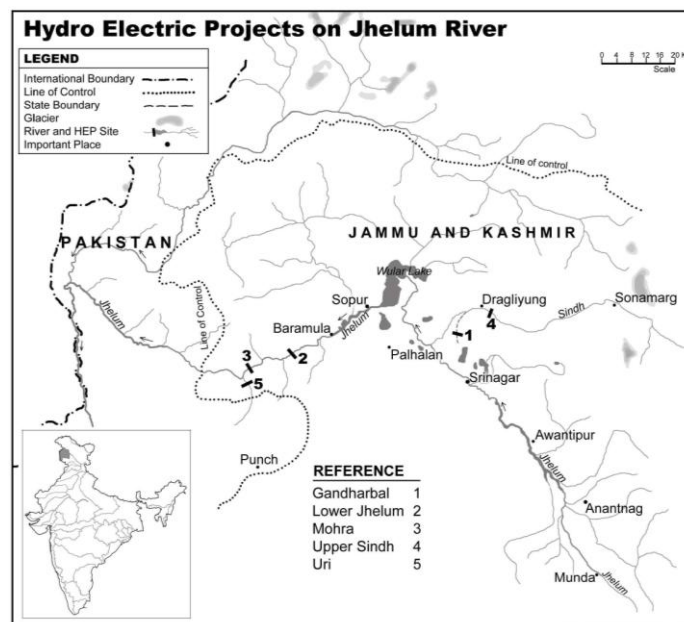 Hydro Electric Projects on Jhelum River
LEGEND
International Boundary
Line of Control
State Boundary
Glacier
River and HEP Site
Important Place
0 4 8 12 16 20 K
Scale
Line of control
PAKISTAN
JAMMU AND KASHMIR
Wular Lake
Sopur
Dragliyung
Sindh
Sonamarg
4
Jhelum
Line of Control
Baramula
Jhelum
1
3
2
Palhalan
5
Srinagar
Awantipur
Punch
Jhelum
REFERENCE
Gandharbal 1
Lower Jhelum 2
Mohra 3
Upper Sindh 4
Uri 5
Anantnag
Munda
Jhelum